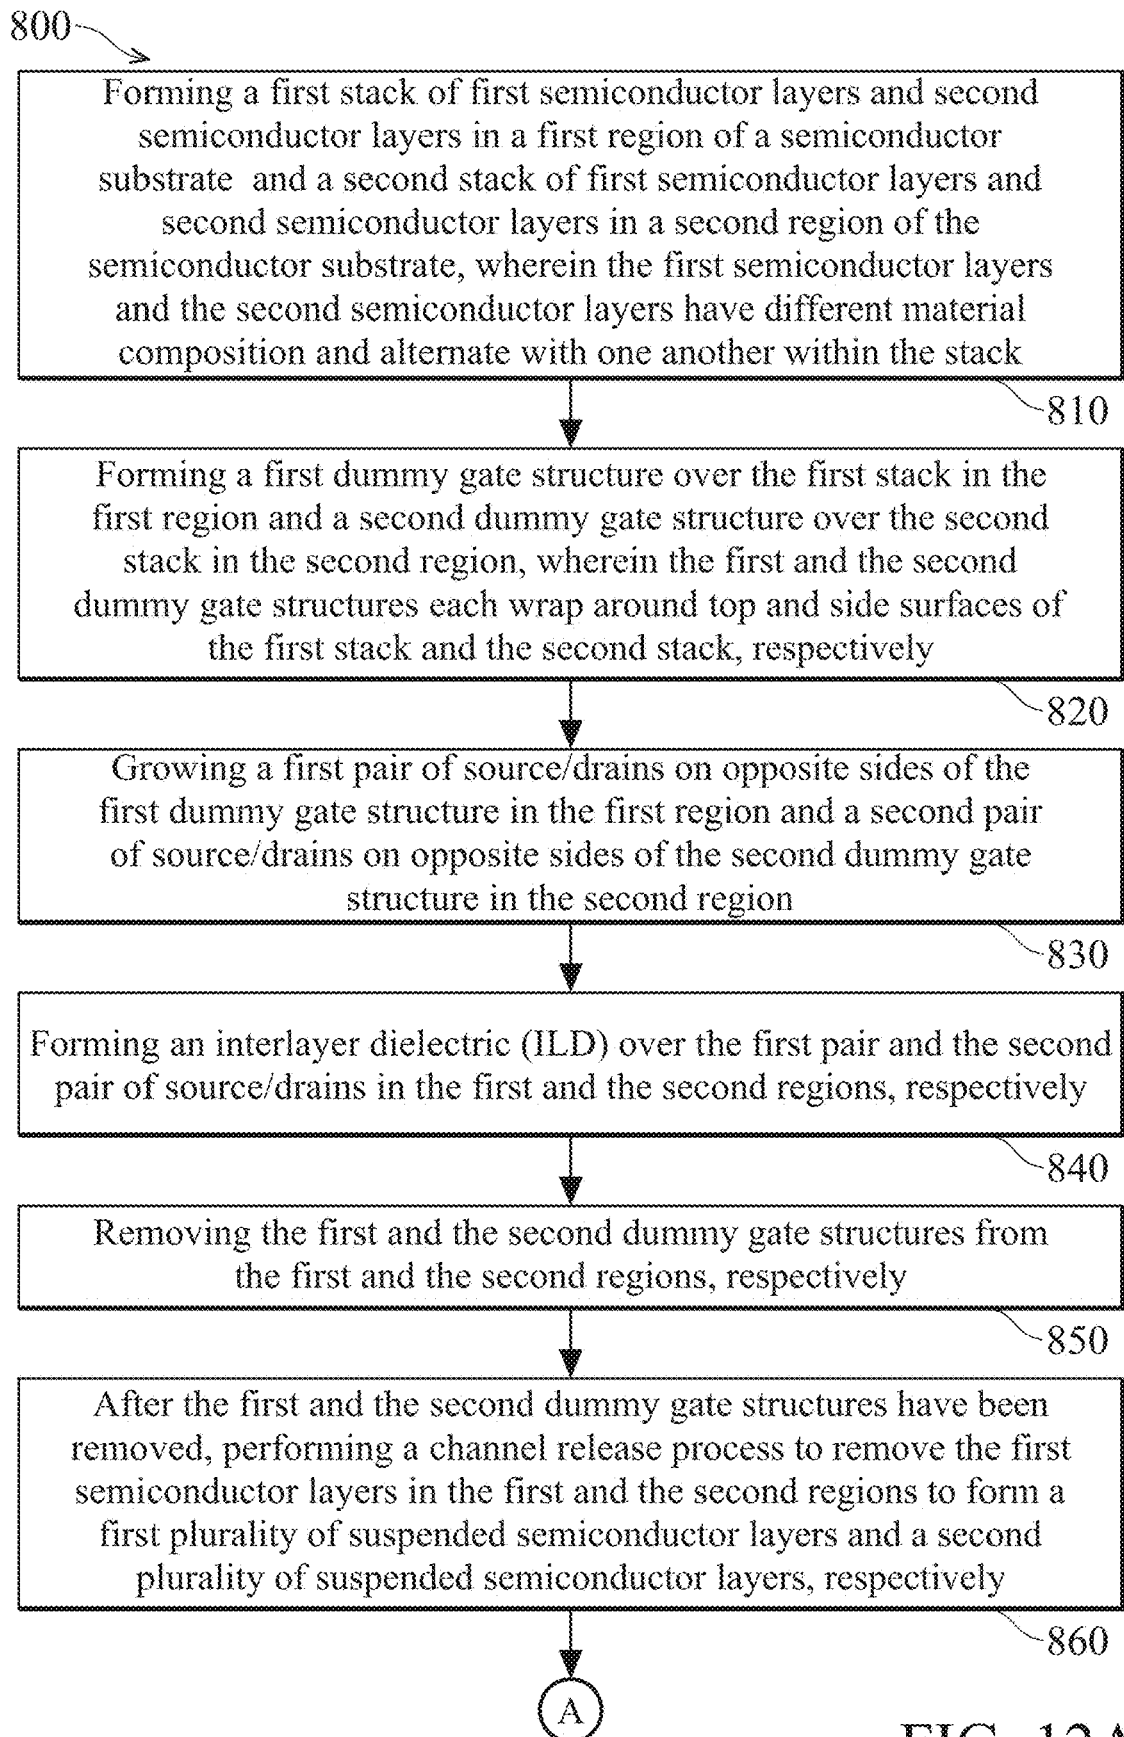 800
Forming a first stack of first semiconductor layers and second
semiconductor layers in a first region of a semiconductor
substrate and a second stack of first semiconductor layers and
second semiconductor layers in a second region of the
semiconductor substrate, wherein the first semiconductor layers
and the second semiconductor layers have different material
composition and alternate with one another within the stack
810
Forming a first dummy gate structure over the first stack in the
first region and a second dummy gate structure over the second
stack in the second region, wherein the first and the second
dummy gate structures each wrap around top and side surfaces of
the first stack and the second stack, respectively
820
Growing a first pair of source/drains on opposite sides of the
first dummy gate structure in the first region and a second pair
of source/drains on opposite sides of the second dummy gate
structure in the second region
830
Forming an interlayer dielectric (ILD) over the first pair and the second
pair of source/drains in the first and the second regions, respectively
840
Removing the first and the second dummy gate structures from
the first and the second regions, respectively
850
After the first and the second dummy gate structures have been
removed, performing a channel release process to remove the first
semiconductor layers in the first and the second regions to form a
first plurality of suspended semiconductor layers and a second
plurality of suspended semiconductor layers, respectively
860
A
FIG. 12A